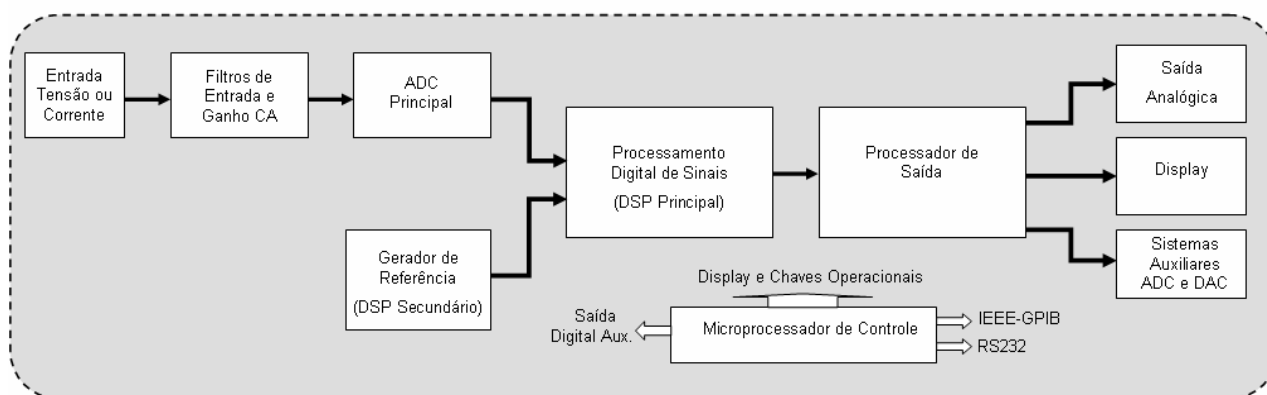 Entrada
Tensão ou
Corrente
Filtros de
Entrada e
Ganho CA
ADC
Principal
Processamento
Digital de Sinais
(DSP Principal)
Processador de
Saída
Saída
Analógica
Display
Sistemas
Auxiliares
ADC e DAC
Gerador de
Referência
(DSP Secundário)
Display e Chaves Operacionais
Saída
Digital Aux.
Microprocessador de Controle
IEEE-GPIB
RS232